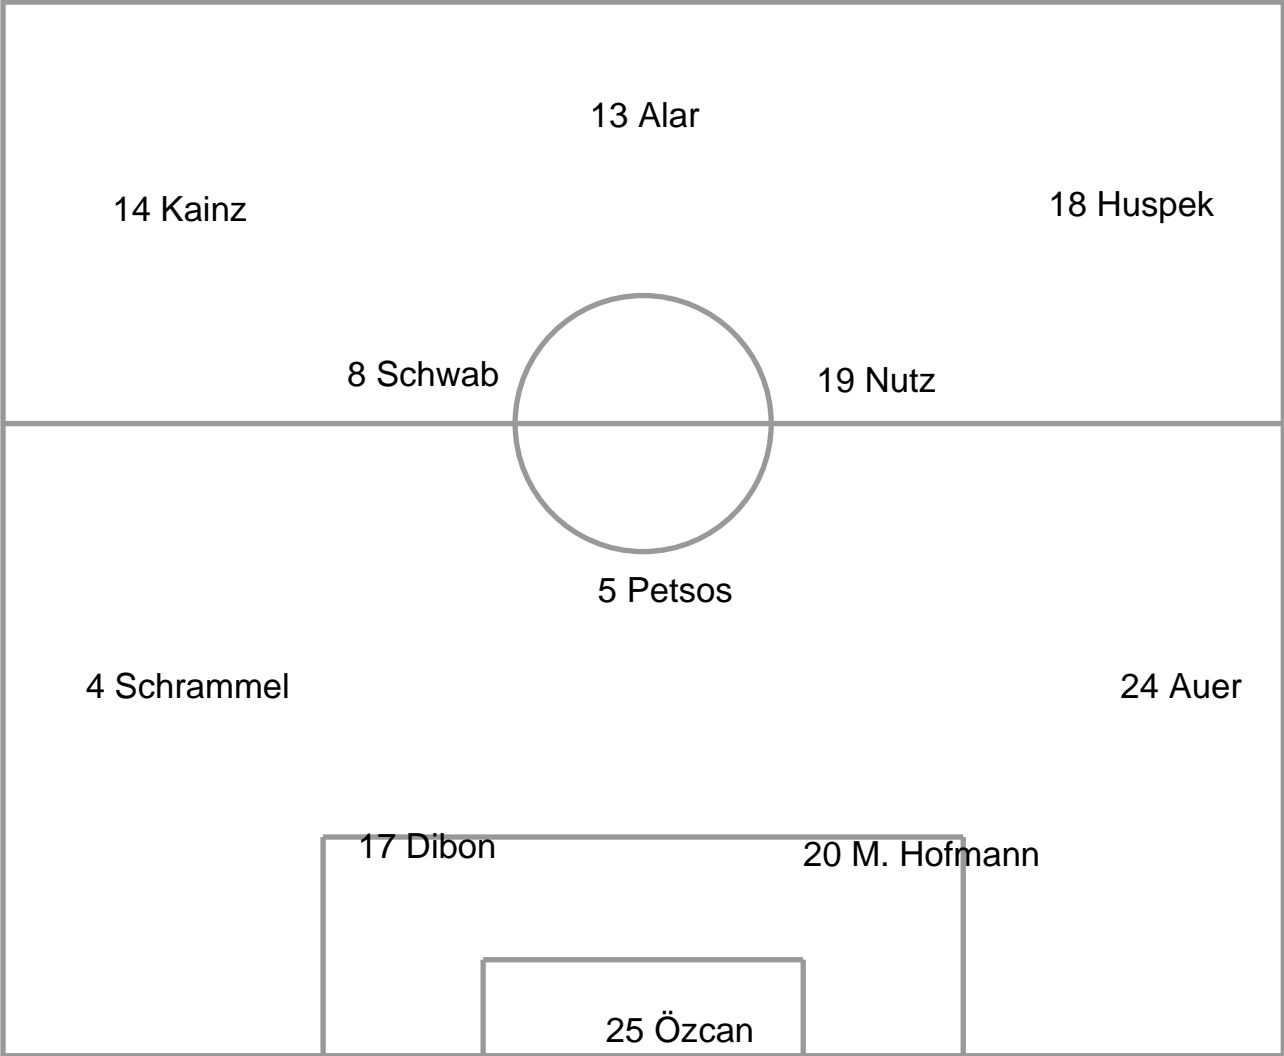 13 Alar
14 Kainz
18 Huspek
8 Schwab
19 Nutz
5 Petsos
4 Schrammel
24 Auer
17 Dibon
20 M. Hofmann
25 Özcan